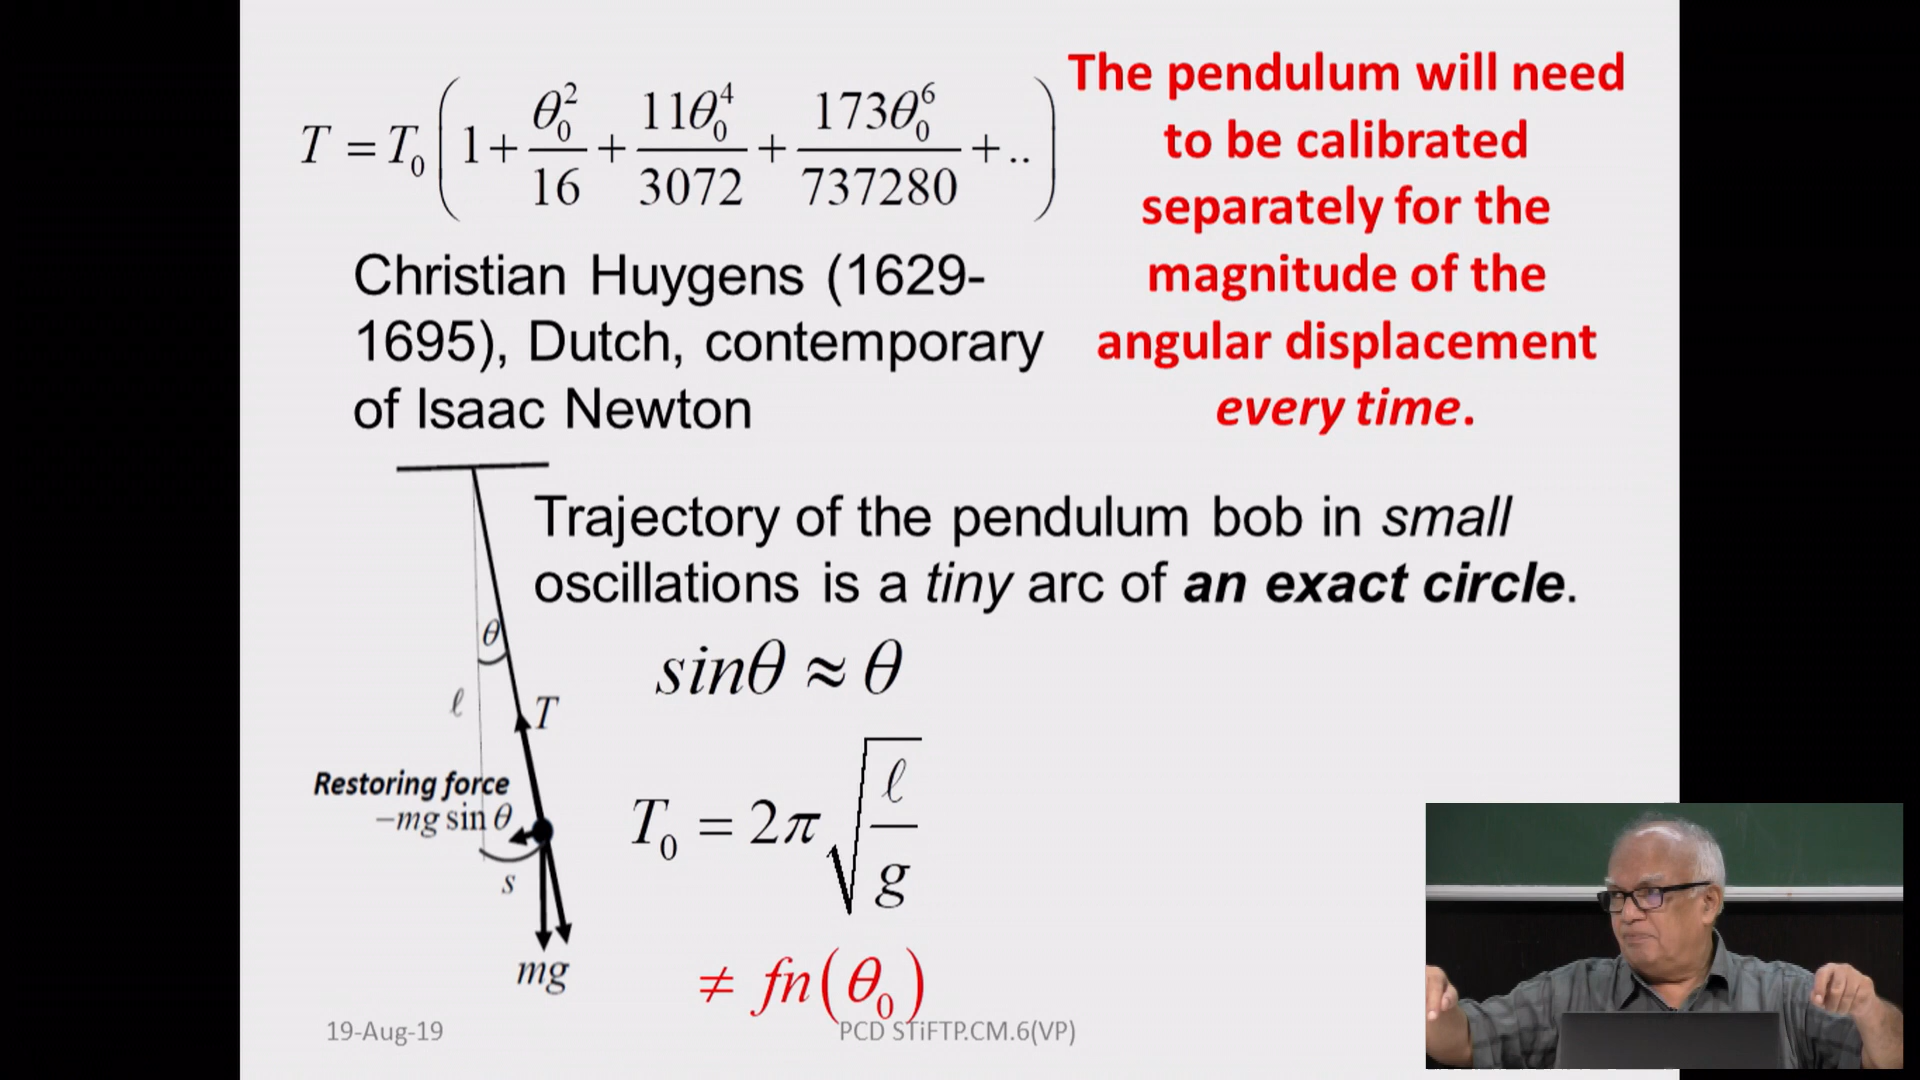 T = T₀ ( 1 + θ₀²/16 + 11θ₀⁴/3072 + 173θ₀⁶/737280 + .. )
The pendulum will need
to be calibrated
separately for the
magnitude of the
angular displacement
every time.
Christian Huygens (1629-
1695), Dutch, contemporary
of Isaac Newton
Trajectory of the pendulum bob in small
oscillations is a tiny arc of an exact circle.
θ
ℓ
T
Restoring force
−mg sin θ
s
mg
sinθ ≈ θ
T₀ = 2π √(ℓ/g)
≠ fn(θ₀)
19-Aug-19
PCD STiFTP.CM.6(VP)